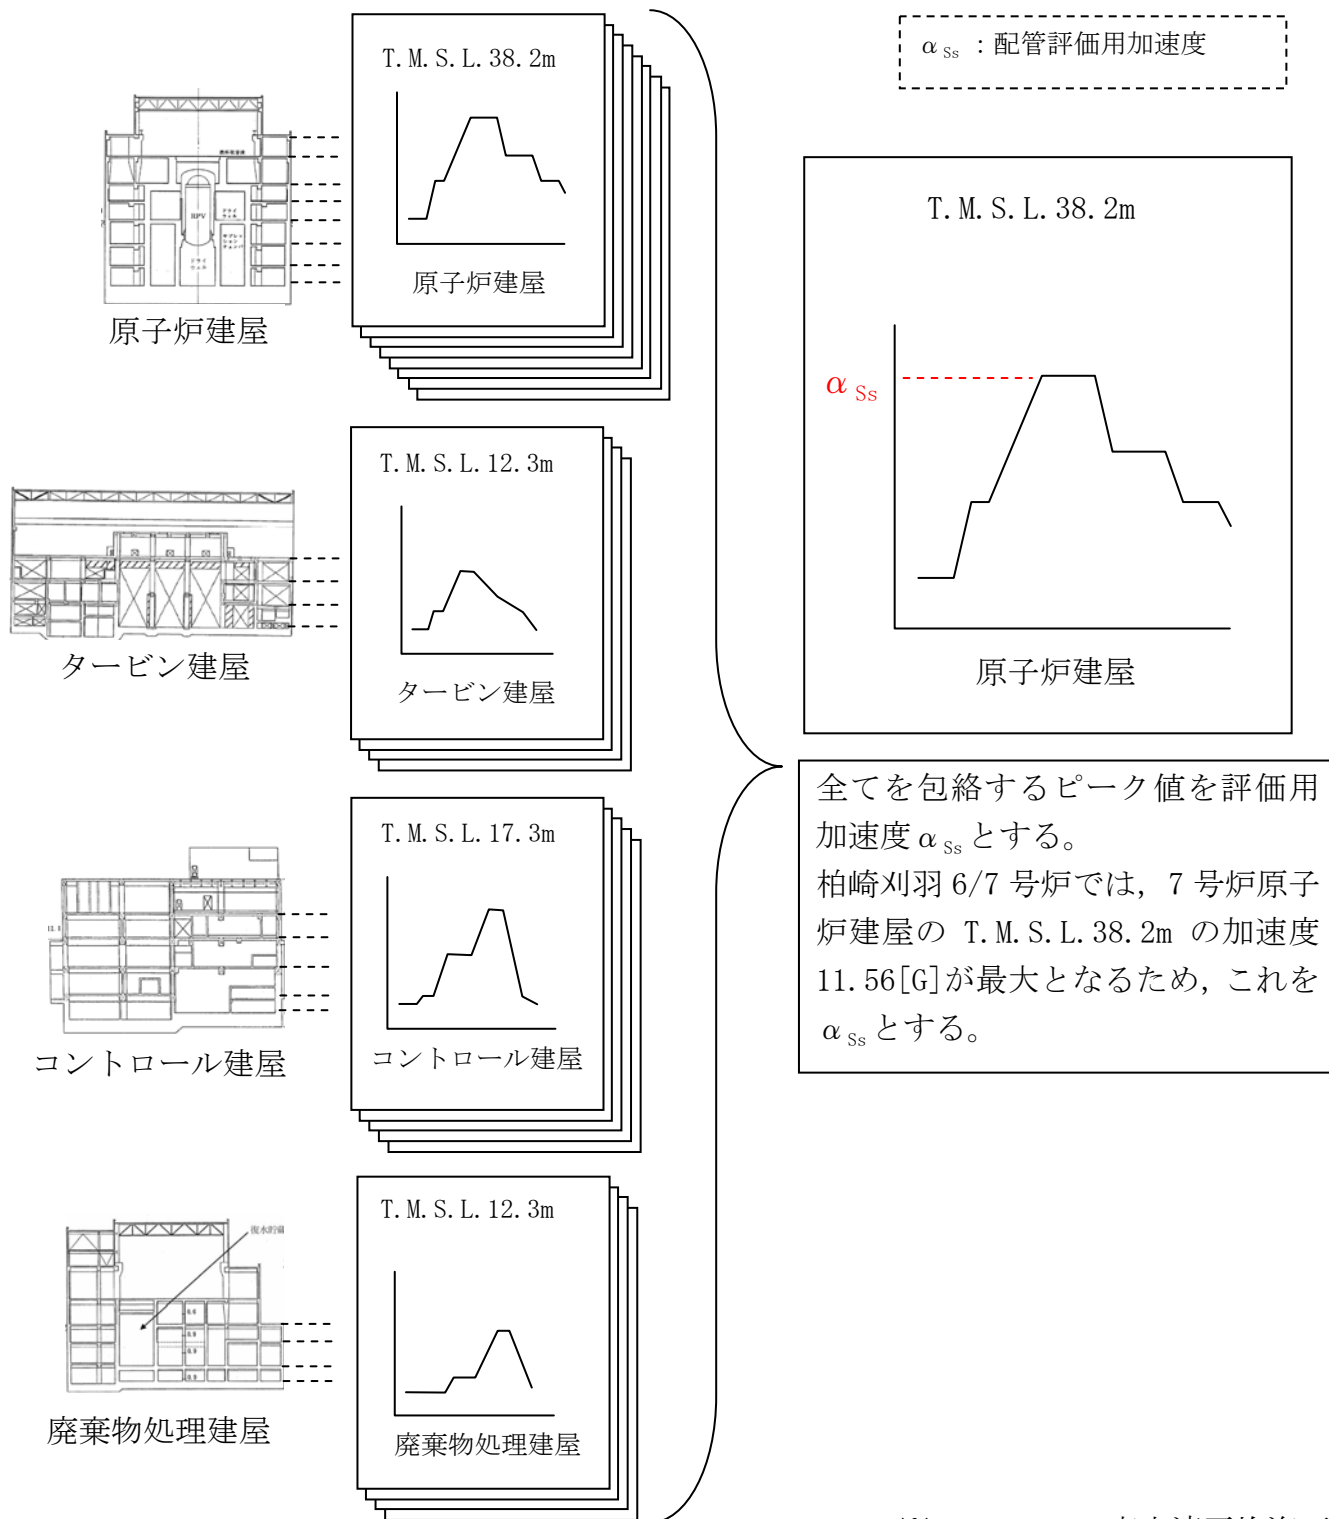 T.M.S.L.38.2m
原子炉建屋
RPV
原子炉建屋
T.M.S.L.12.3m
タービン建屋
タービン建屋
T.M.S.L.17.3m
コントロール建屋
コントロール建屋
T.M.S.L.12.3m
廃棄物処理建屋
廃棄物処理建屋
α Ss :配管評価用加速度
T.M.S.L.38.2m
α Ss
原子炉建屋
全てを包絡するピーク値を評価用
加速度α Ss とする。
柏崎刈羽 6/7 号炉では, 7 号炉原子
炉建屋の T.M.S.L.38.2m の加速度
11.56[G]が最大となるため, これを
α Ss とする。